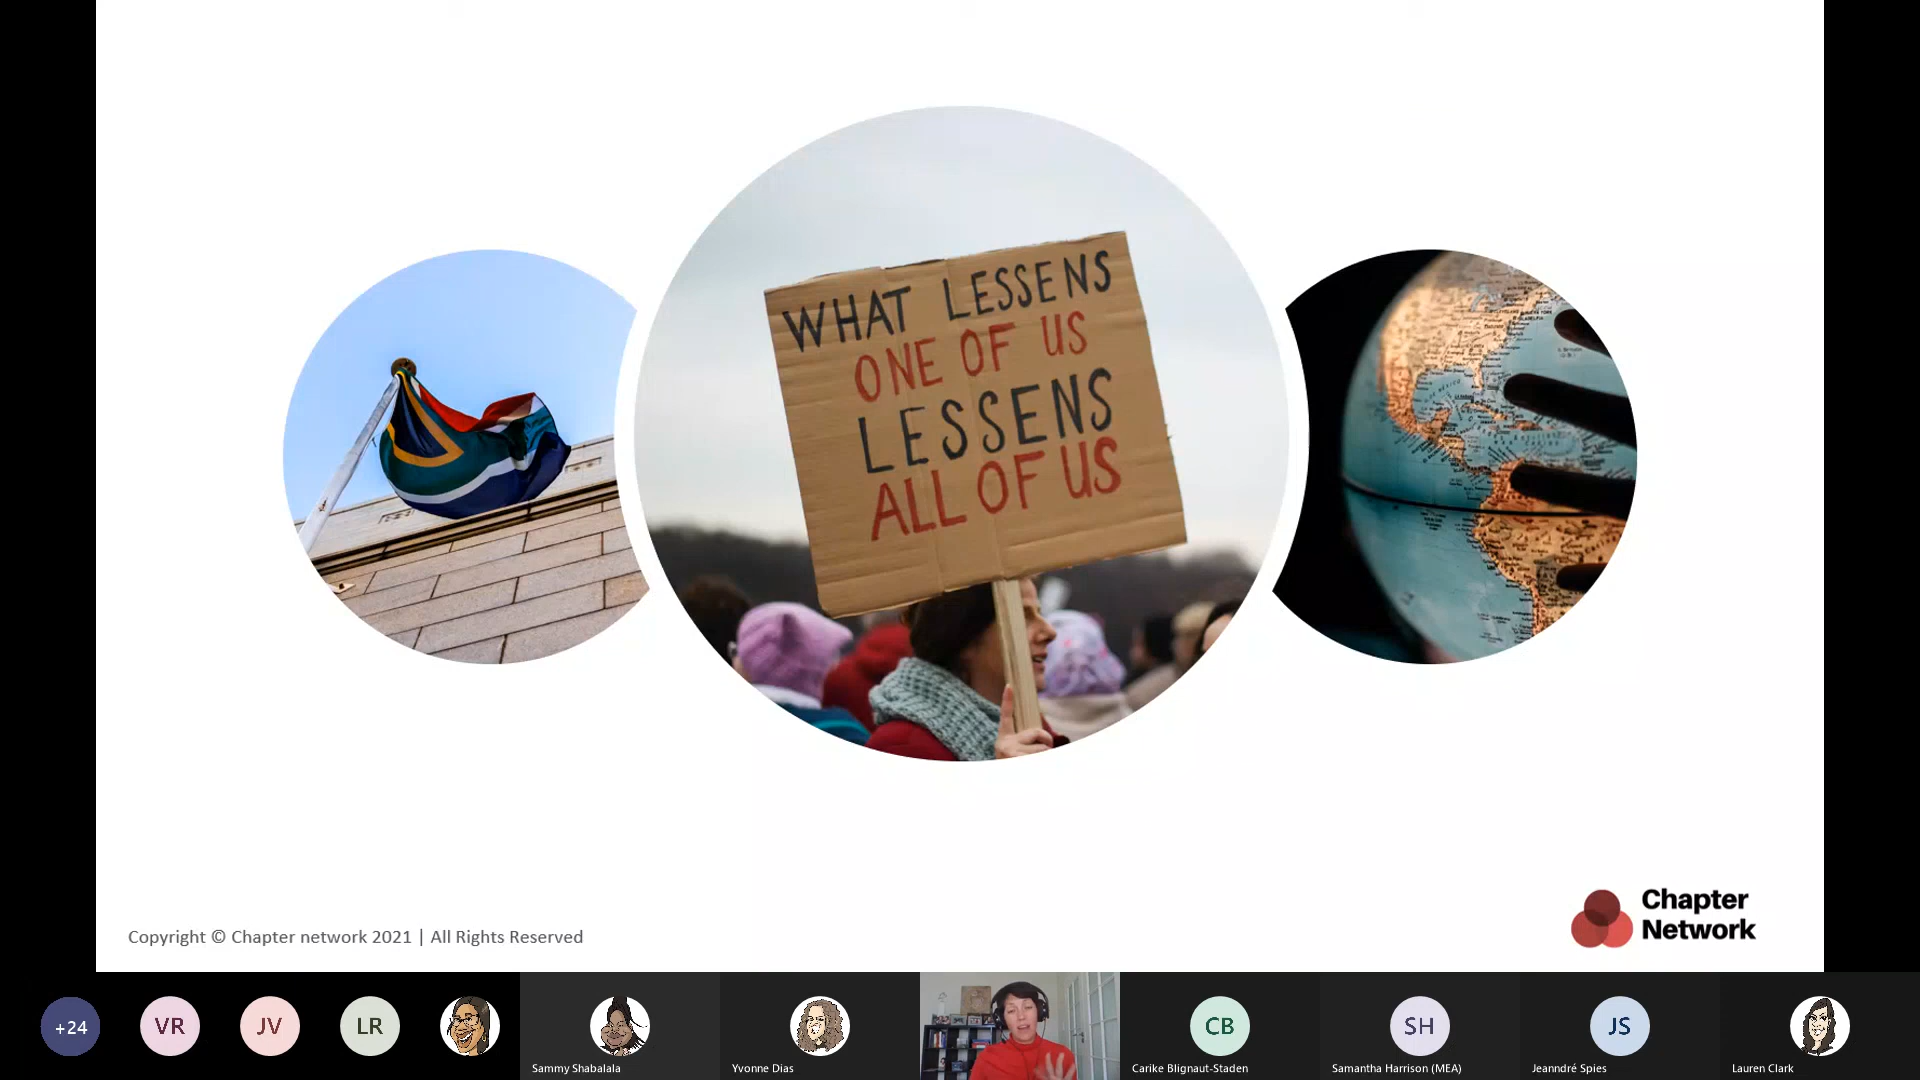 WHAT LESSENS
ONE OF US
LESSENS
ALL OF US
Chapter
Network
Copyright © Chapter network 2021 | All Rights Reserved
+24
VR
JV
LR
CB
SH
JS
Sammy Shabalala
Yvonne Dias
Carike Blignaut-Staden
Samantha Harrison (MEA)
Jeanndré Spies
Lauren Clark